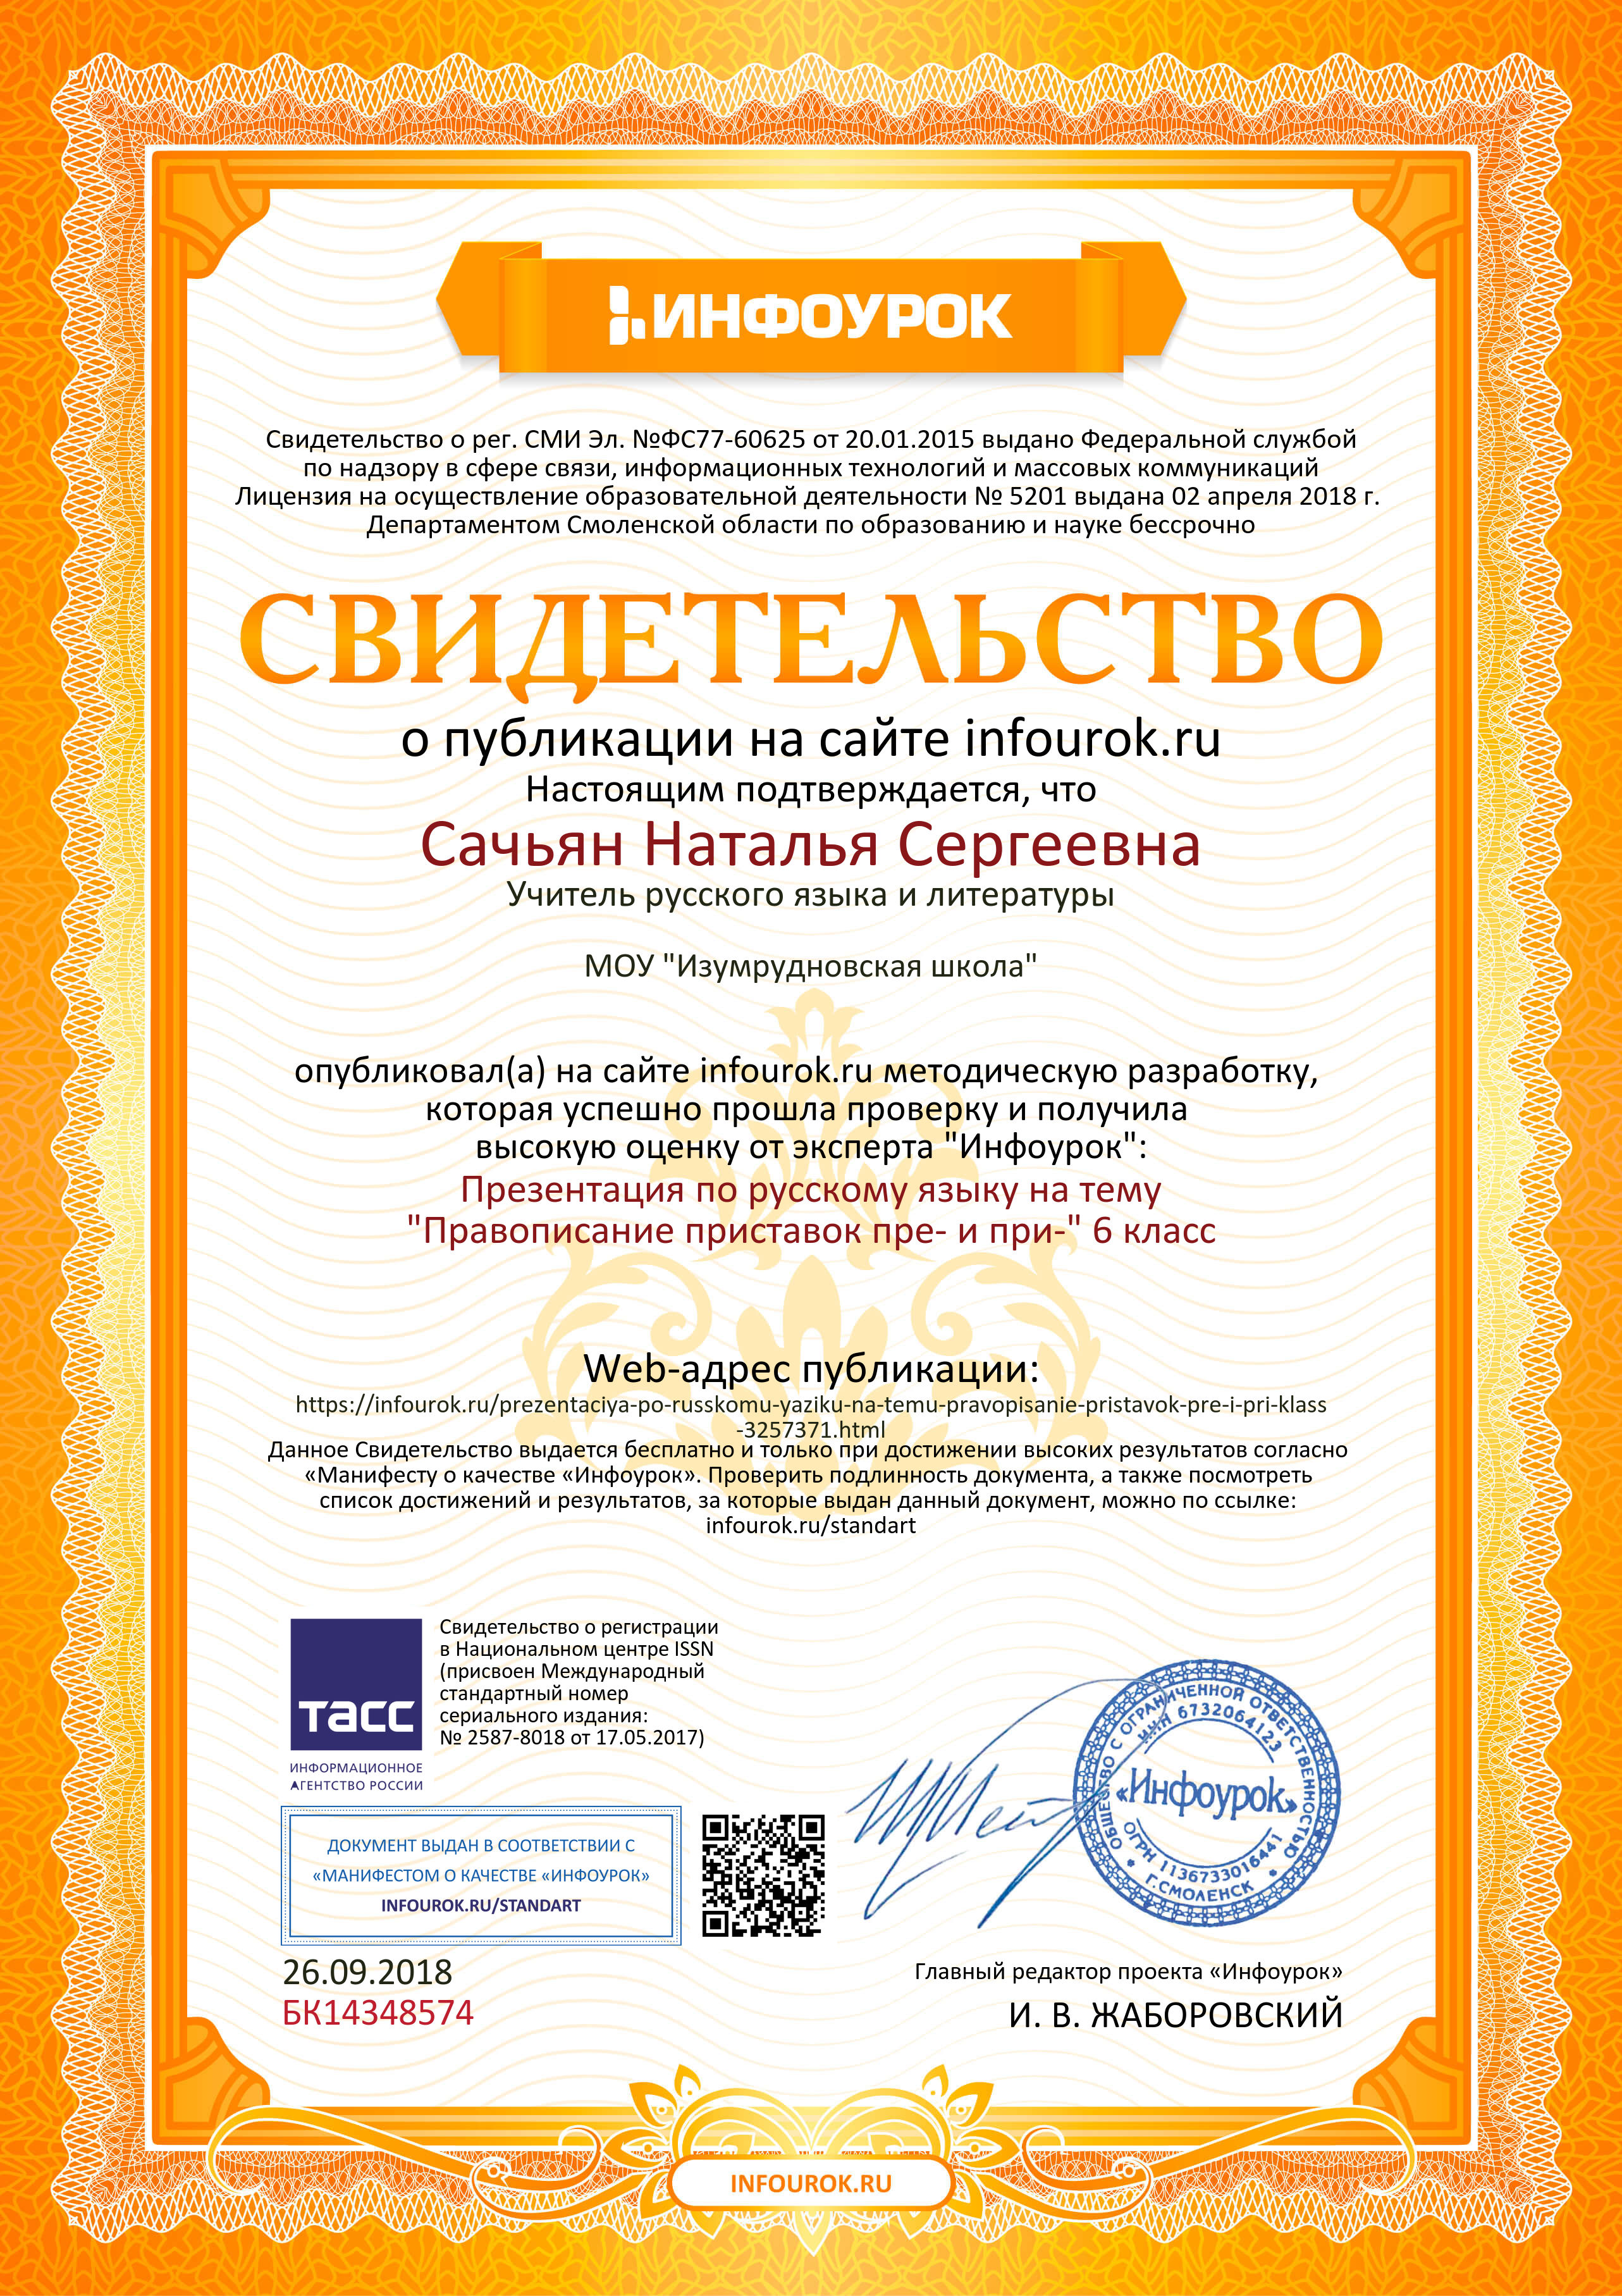 ИНФОУРОК
Свидетельство о рег. СМИ Эл. №ФС77-60625 от 20.01.2015 выдано Федеральной службой
по надзору в сфере связи, информационных технологий и массовых коммуникаций
Лицензия на осуществление образовательной деятельности № 5201 выдана 02 апреля 2018 г.
Департаментом Смоленской области по образованию и науке бессрочно
СВИДЕТЕЛЬСТВО
о публикации на сайте infourok.ru
Настоящим подтверждается, что
Сачьян Наталья Сергеевна
Учитель русского языка и литературы
МОУ "Изумрудновская школа"
опубликовал(а) на сайте infourok.ru методическую разработку,
которая успешно прошла проверку и получила
высокую оценку от эксперта "Инфоурок":
Презентация по русскому языку на тему
"Правописание приставок пре- и при-" 6 класс
Web-адрес публикации:
https://infourok.ru/prezentaciya-po-russkomu-yaziku-na-temu-pravopisanie-pristavok-pre-i-pri-klass
-3257371.html
Данное Свидетельство выдается бесплатно и только при достижении высоких результатов согласно
«Манифесту о качестве «Инфоурок». Проверить подлинность документа, а также посмотреть
список достижений и результатов, за которые выдан данный документ, можно по ссылке:
infourok.ru/standart
тасс
ИНФОРМАЦИОННОЕ
АГЕНТСТВО РОССИИ
Свидетельство о регистрации
в Национальном центре ISSN
(присвоен Международный
стандартный номер
сериального издания:
№ 2587-8018 от 17.05.2017)
ДОКУМЕНТ ВЫДАН В СООТВЕТСТВИИ С
«МАНИФЕСТОМ О КАЧЕСТВЕ «ИНФОУРОК»
INFOUROK.RU/STANDART
ОБЩЕСТВО С ОГРАНИЧЕННОЙ ОТВЕТСТВЕННОСТЬЮ
ИНН 6732064123
«Инфоурок»
ОГРН 1136733016441
Г.СМОЛЕНСК
26.09.2018
БК14348574
Главный редактор проекта «Инфоурок»
И. В. ЖАБОРОВСКИЙ
INFOUROK.RU